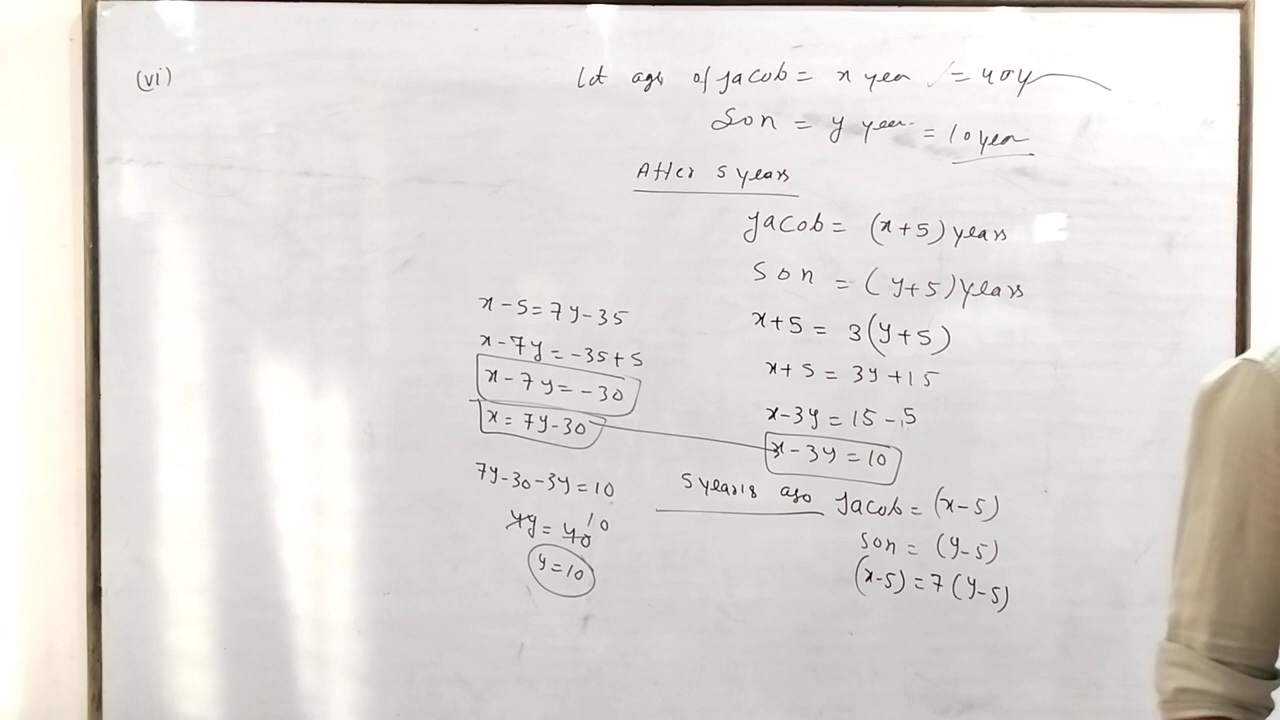 (vi)
Let age of Jacob = x year = 40y
Son = y year = 10 year
After 5 years
Jacob = (x+5) years
Son = (y+5) years
x+5 = 3(y+5)
x+5 = 3y+15
x-3y = 15-5
x-3y = 10
5 years ago Jacob = (x-5)
Son = (y-5)
(x-5) = 7(y-5)
x-5 = 7y-35
x-7y = -35+5
x-7y = -30
x = 7y-30
7y-30-3y = 10
4y = 40 10
y = 10